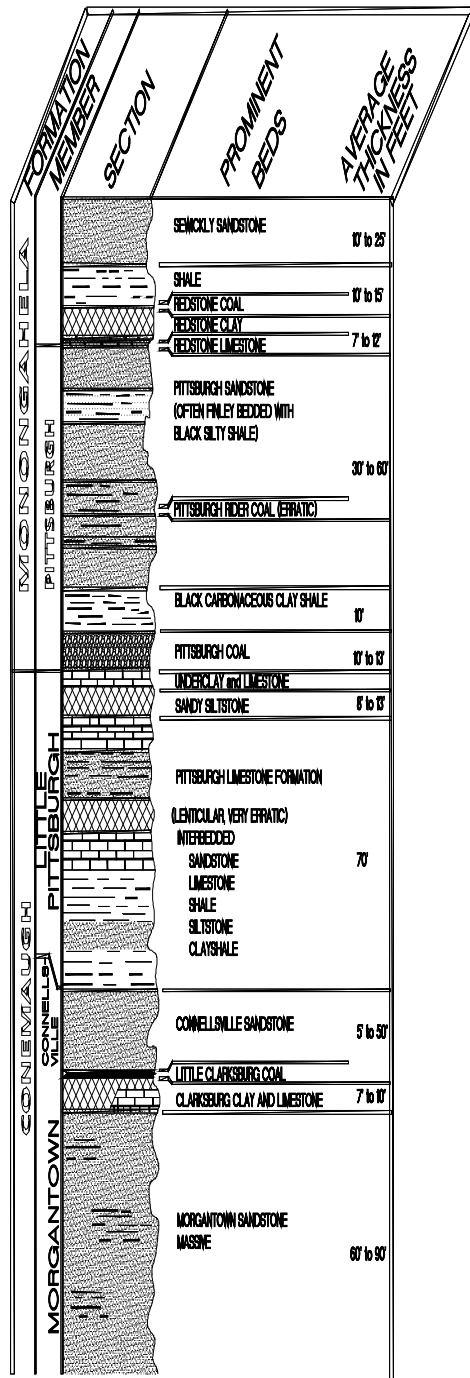 FORMATION
MEMBER
SECTION
PROMINENT
BEDS
AVERAGE
THICKNESS
IN FEET
MONONGAHELA
PITTSBURGH
CONEMAUGH
LITTLE
PITTSBURGH
CONNELLS-
VILLE
MORGANTOWN
SEWICKLY SANDSTONE
10' to 25'
SHALE
10' to 15'
REDSTONE COAL
REDSTONE CLAY
REDSTONE LIMESTONE
7' to 12'
PITTSBURGH SANDSTONE
(OFTEN FINLEY BEDDED WITH
BLACK SILTY SHALE)
30' to 60'
PITTSBURGH RIDER COAL (ERRATIC)
BLACK CARBONACEOUS CLAY SHALE
10'
PITTSBURGH COAL
10' to 13'
UNDERCLAY and LIMESTONE
SANDY SILTSTONE
8' to 13'
PITTSBURGH LIMESTONE FORMATION
(LENTICULAR, VERY ERRATIC)
INTERBEDDED
SANDSTONE
70'
LIMESTONE
SHALE
SILTSTONE
CLAYSHALE
CONNELLSVILLE SANDSTONE
5' to 50'
LITTLE CLARKSBURG COAL
CLARKSBURG CLAY AND LIMESTONE
7' to 10'
MORGANTOWN SANDSTONE
MASSIVE
60' to 90'